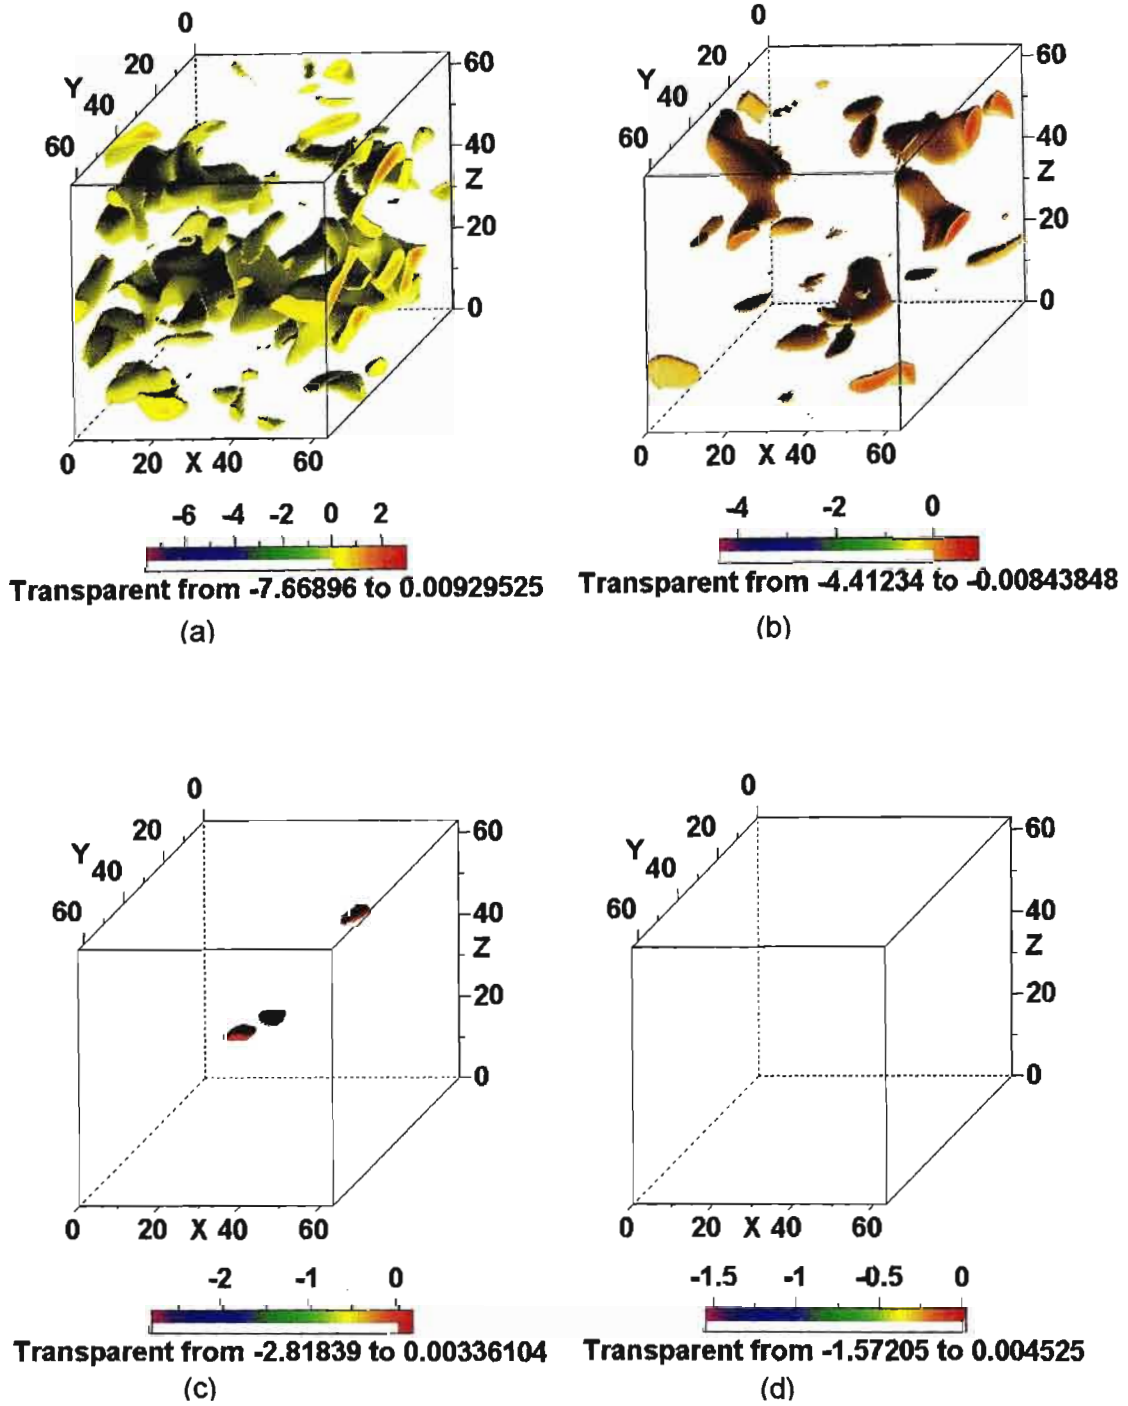 0
20
Y 40
60
60
40
Z
20
0
0 20 X 40 60
-6 -4 -2 0 2
Transparent from -7.66896 to 0.00929525
(a)
0
20
Y 40
60
60
40
Z
20
0
0 20 X 40 60
-4 -2 0
Transparent from -4.41234 to -0.00843848
(b)
0
20
Y 40
60
60
40
Z
20
0
0 20 X 40 60
-2 -1 0
Transparent from -2.81839 to 0.00336104
(c)
0
20
Y 40
60
60
40
Z
20
0
0 20 X 40 60
-1.5 -1 -0.5 0
Transparent from -1.57205 to 0.004525
(d)